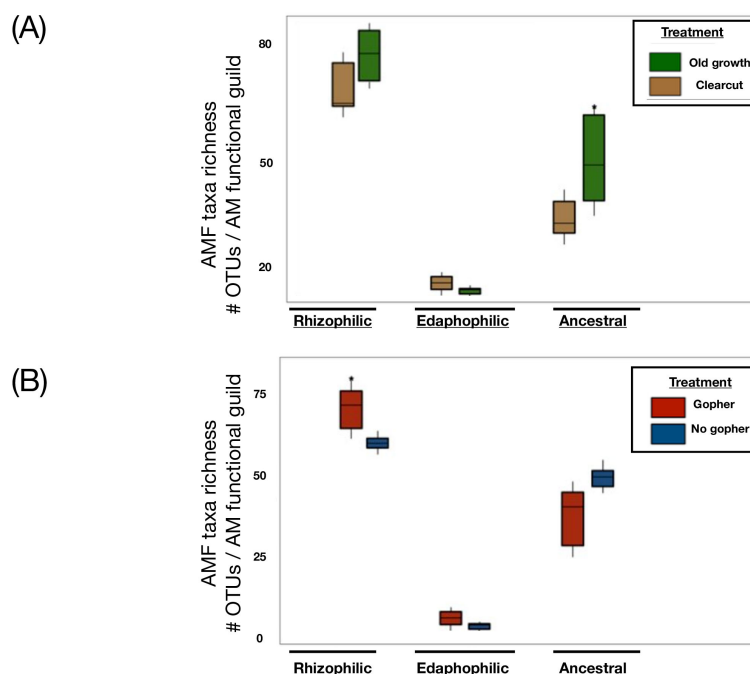 (A)
AMF taxa richness
# OTUs / AM functional guild
80
50
20
Treatment
Old growth
Clearcut
*
Rhizophilic
Edaphophilic
Ancestral
(B)
AMF taxa richness
# OTUs / AM functional guild
75
50
25
0
Treatment
Gopher
No gopher
*
Rhizophilic
Edaphophilic
Ancestral